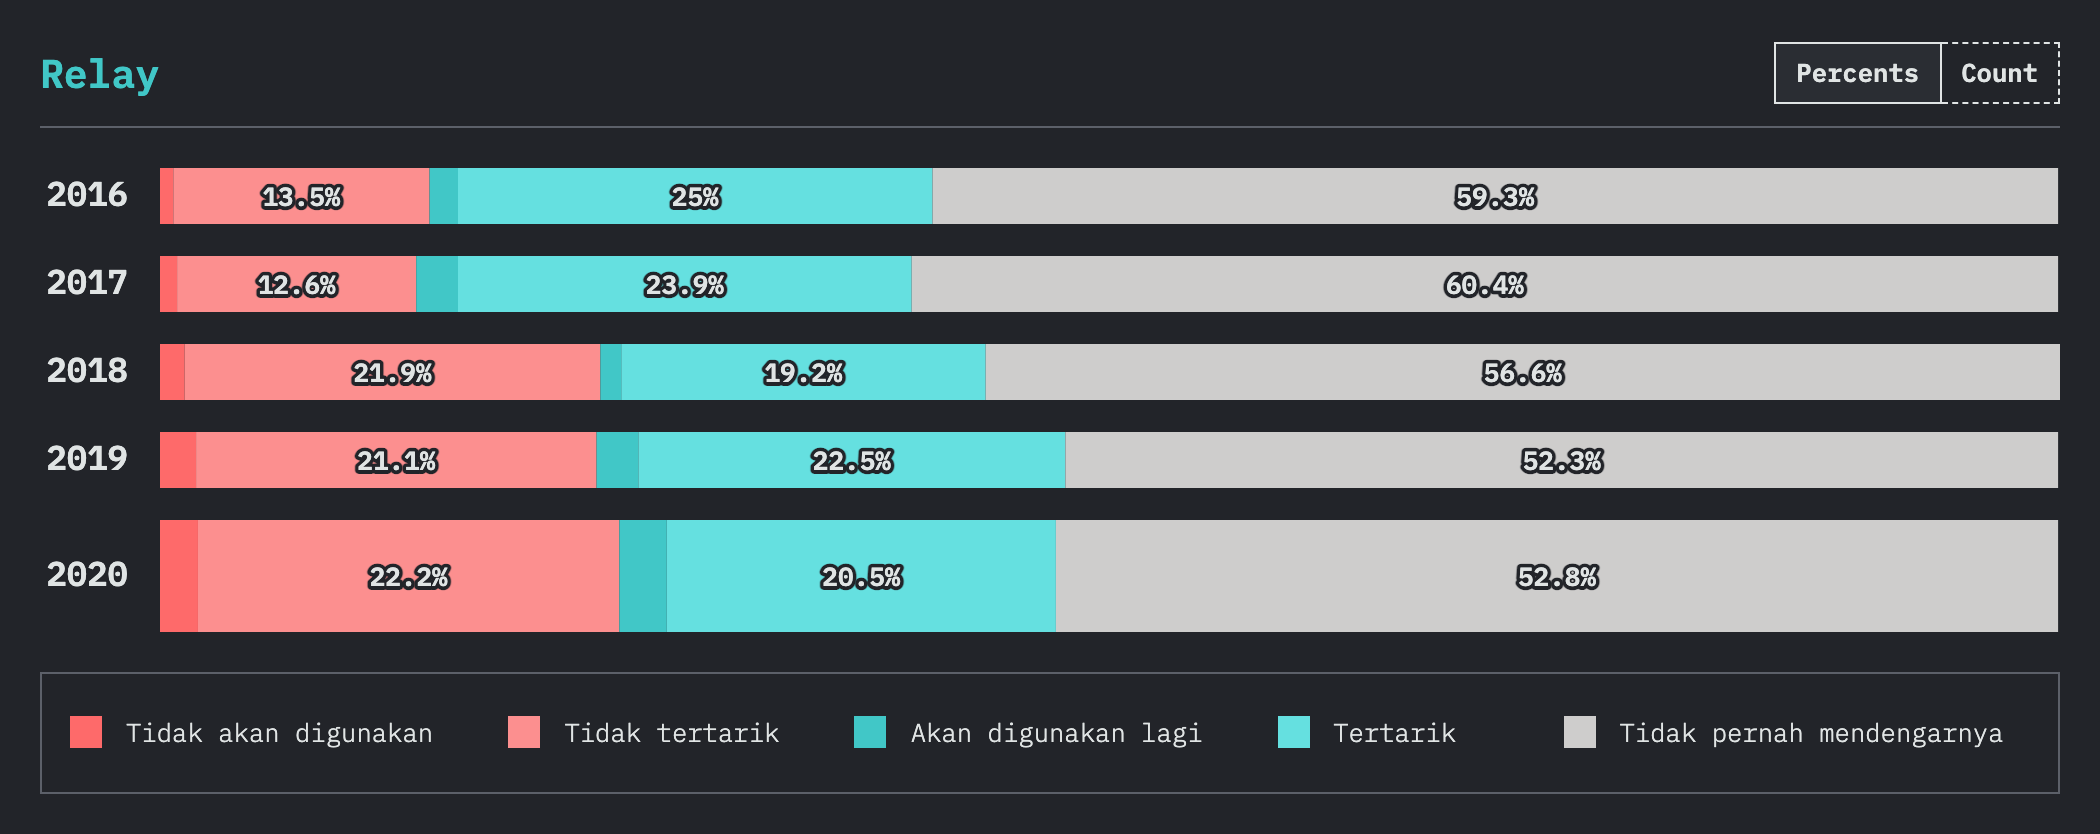 Relay
Percents Count
2016 13.5% 25% 59.3%
2017 12.6% 23.9% 60.4%
2018 21.9% 19.2% 56.6%
2019 21.1% 22.5% 52.3%
2020 22.2% 20.5% 52.8%
Tidak akan digunakan Tidak tertarik Akan digunakan lagi Tertarik Tidak pernah mendengarnya